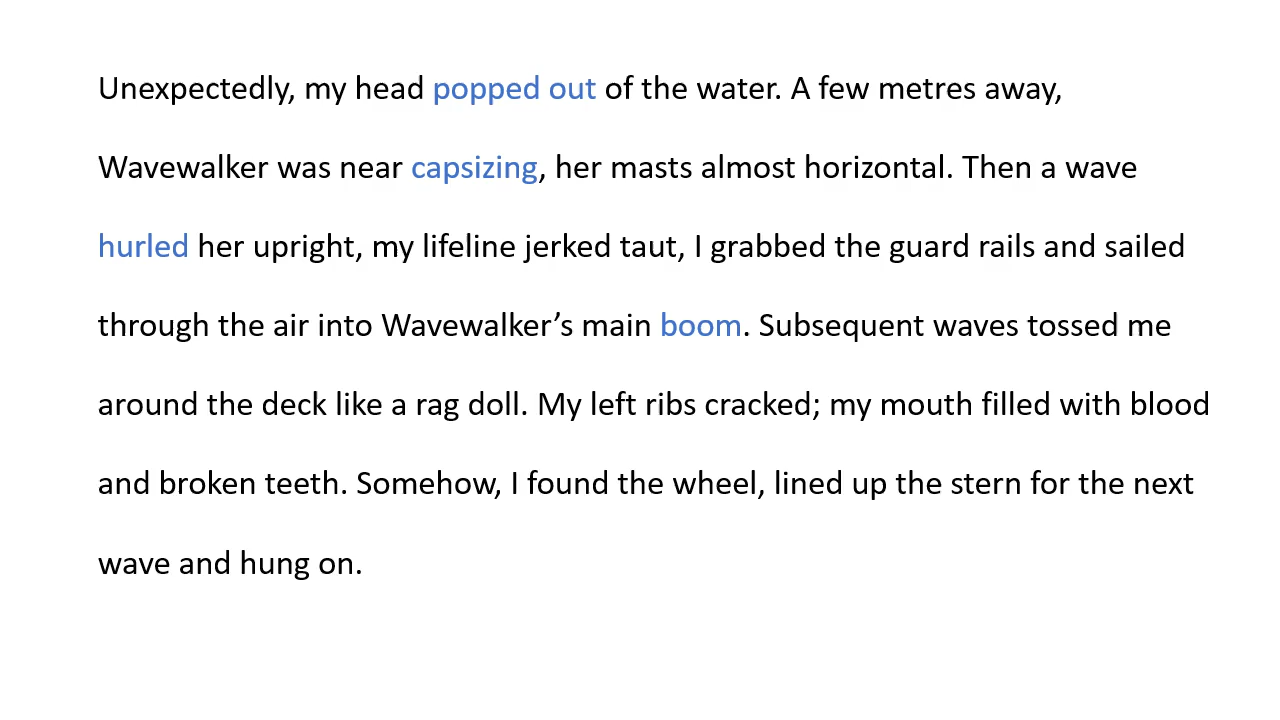 Unexpectedly, my head popped out of the water. A few metres away,
Wavewalker was near capsizing, her masts almost horizontal. Then a wave
hurled her upright, my lifeline jerked taut, I grabbed the guard rails and sailed
through the air into Wavewalker’s main boom. Subsequent waves tossed me
around the deck like a rag doll. My left ribs cracked; my mouth filled with blood
and broken teeth. Somehow, I found the wheel, lined up the stern for the next
wave and hung on.